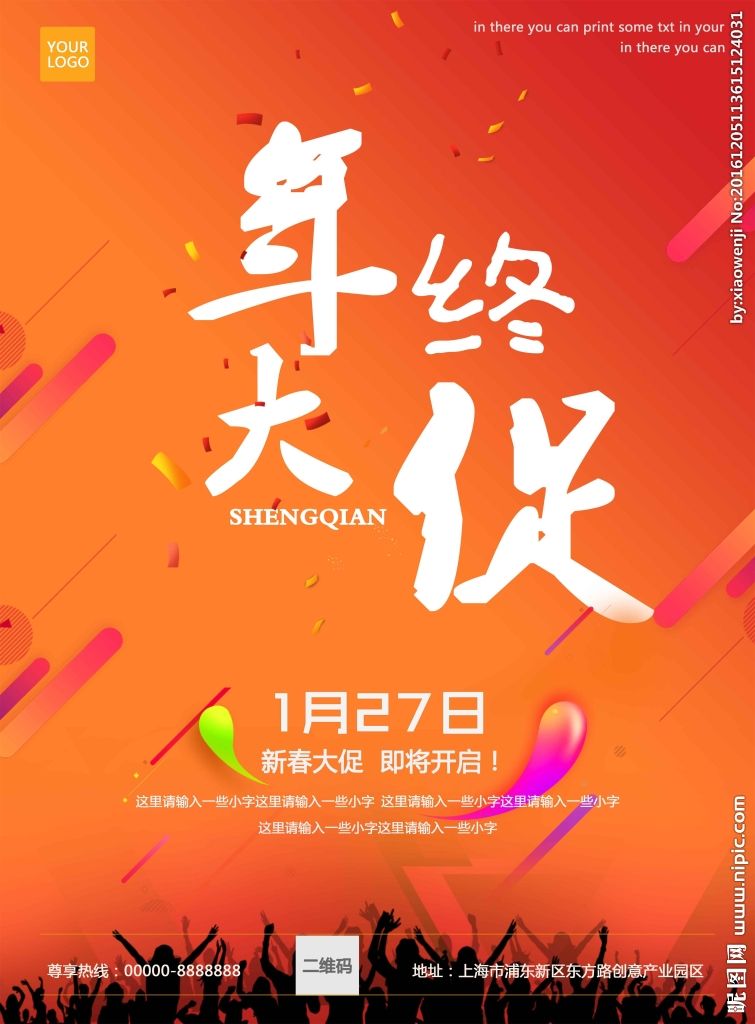 YOUR
LOGO
in there you can print some txt in your
in there you can
年终
大促
SHENGQIAN
1月27日
新春大促 即将开启！
这里请输入一些小字这里请输入一些小字 这里请输入一些小字这里请输入一些小字
这里请输入一些小字这里请输入一些小字
尊享热线：00000-8888888
二维码
地址：上海市浦东新区东方路创意产业园区
by:xiaowenji No:20161205113615124031
昵图网 www.nipic.com